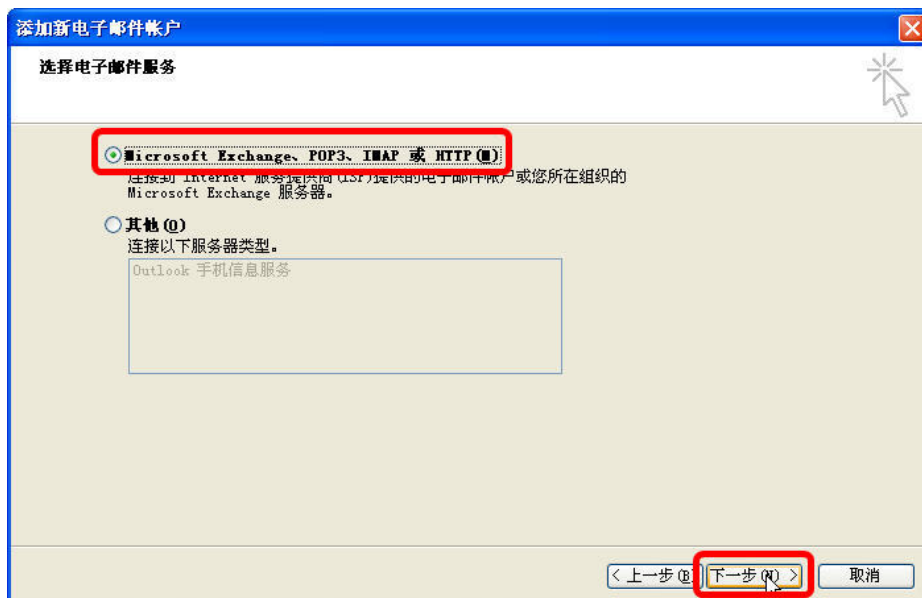 添加新电子邮件帐户
选择电子邮件服务
Microsoft Exchange、POP3、IMAP 或 HTTP(M)
连接到 Internet 服务提供商(ISP)提供的电子邮件帐户或您所在组织的
Microsoft Exchange 服务器。
其他(O)
连接以下服务器类型。
Outlook 手机信息服务
< 上一步(B) 下一步(N) > 取消